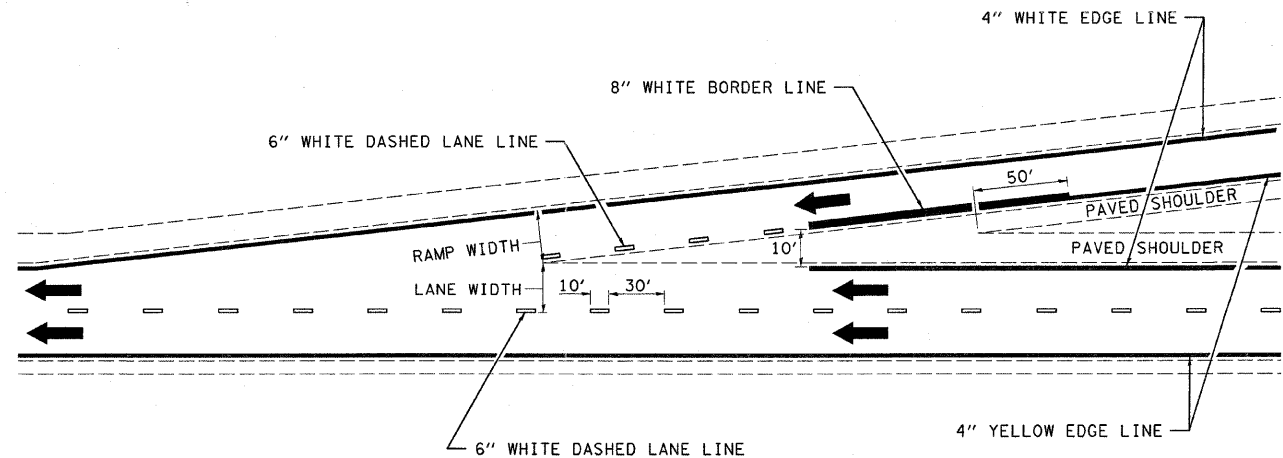 4" WHITE EDGE LINE
8" WHITE BORDER LINE
6" WHITE DASHED LANE LINE
50'
PAVED SHOULDER
RAMP WIDTH
10'
PAVED SHOULDER
LANE WIDTH
10'
30'
4" YELLOW EDGE LINE
6" WHITE DASHED LANE LINE